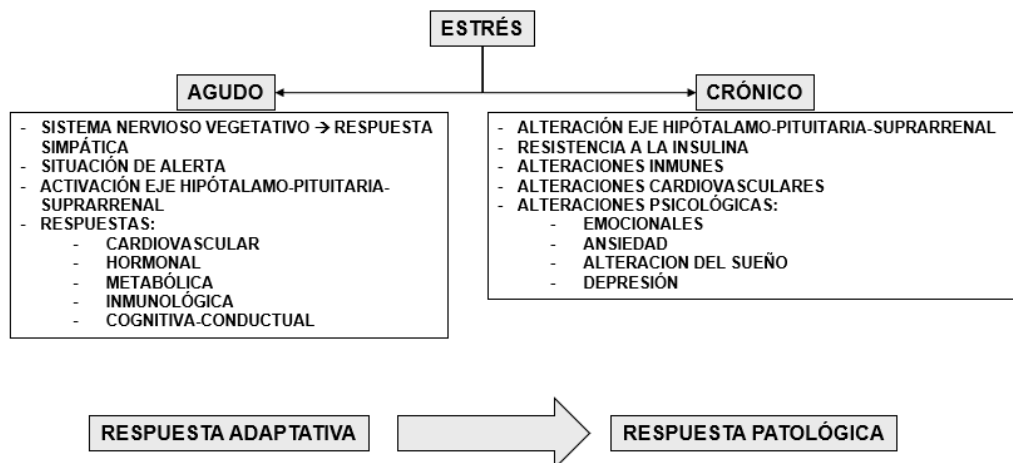 ESTRÉS
AGUDO
- SISTEMA NERVIOSO VEGETATIVO → RESPUESTA
SIMPÁTICA
- SITUACIÓN DE ALERTA
- ACTIVACIÓN EJE HIPÓTALAMO-PITUITARIA-
SUPRARRENAL
- RESPUESTAS:
- CARDIOVASCULAR
- HORMONAL
- METABÓLICA
- INMUNOLÓGICA
- COGNITIVA-CONDUCTUAL
CRÓNICO
- ALTERACIÓN EJE HIPÓTALAMO-PITUITARIA-SUPRARRENAL
- RESISTENCIA A LA INSULINA
- ALTERACIONES INMUNES
- ALTERACIONES CARDIOVASCULARES
- ALTERACIONES PSICOLÓGICAS:
- EMOCIONALES
- ANSIEDAD
- ALTERACION DEL SUEÑO
- DEPRESIÓN
RESPUESTA ADAPTATIVA
RESPUESTA PATOLÓGICA